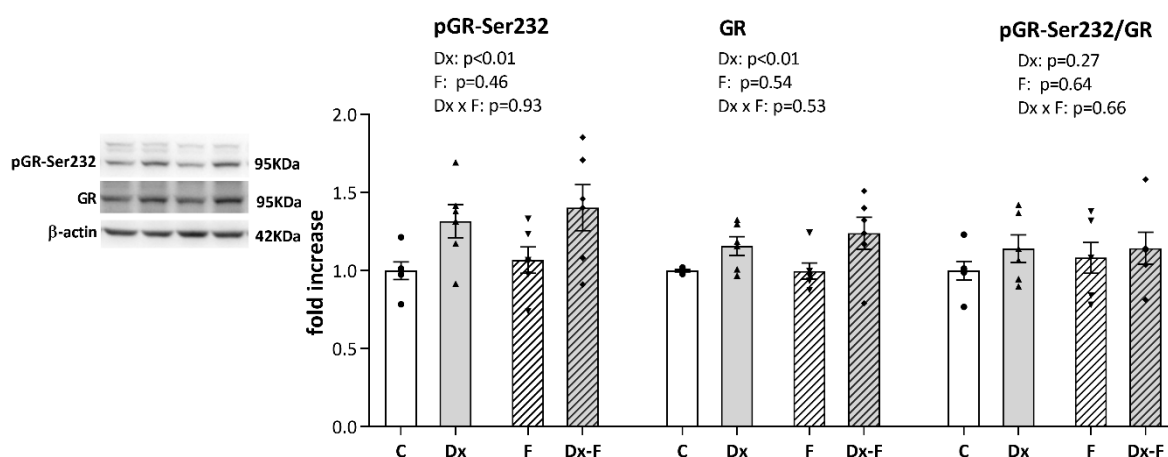 pGR-Ser232
Dx: p<0.01
F: p=0.46
Dx x F: p=0.93
GR
Dx: p<0.01
F: p=0.54
Dx x F: p=0.53
pGR-Ser232/GR
Dx: p=0.27
F: p=0.64
Dx x F: p=0.66
pGR-Ser232 95KDa
GR 95KDa
β-actin 42KDa
fold increase
2.0
1.5
1.0
0.5
0.0
C Dx F Dx-F C Dx F Dx-F C Dx F Dx-F